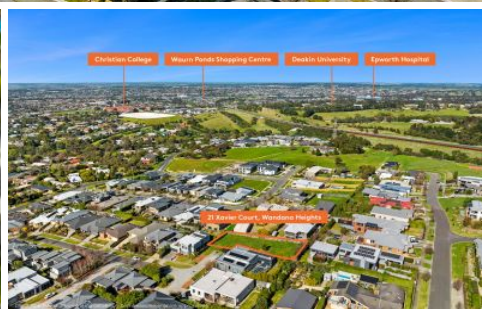 Christian College
Waurn Ponds Shopping Centre
Deakin University
Epworth Hospital
21 Xavier Court, Wandana Heights